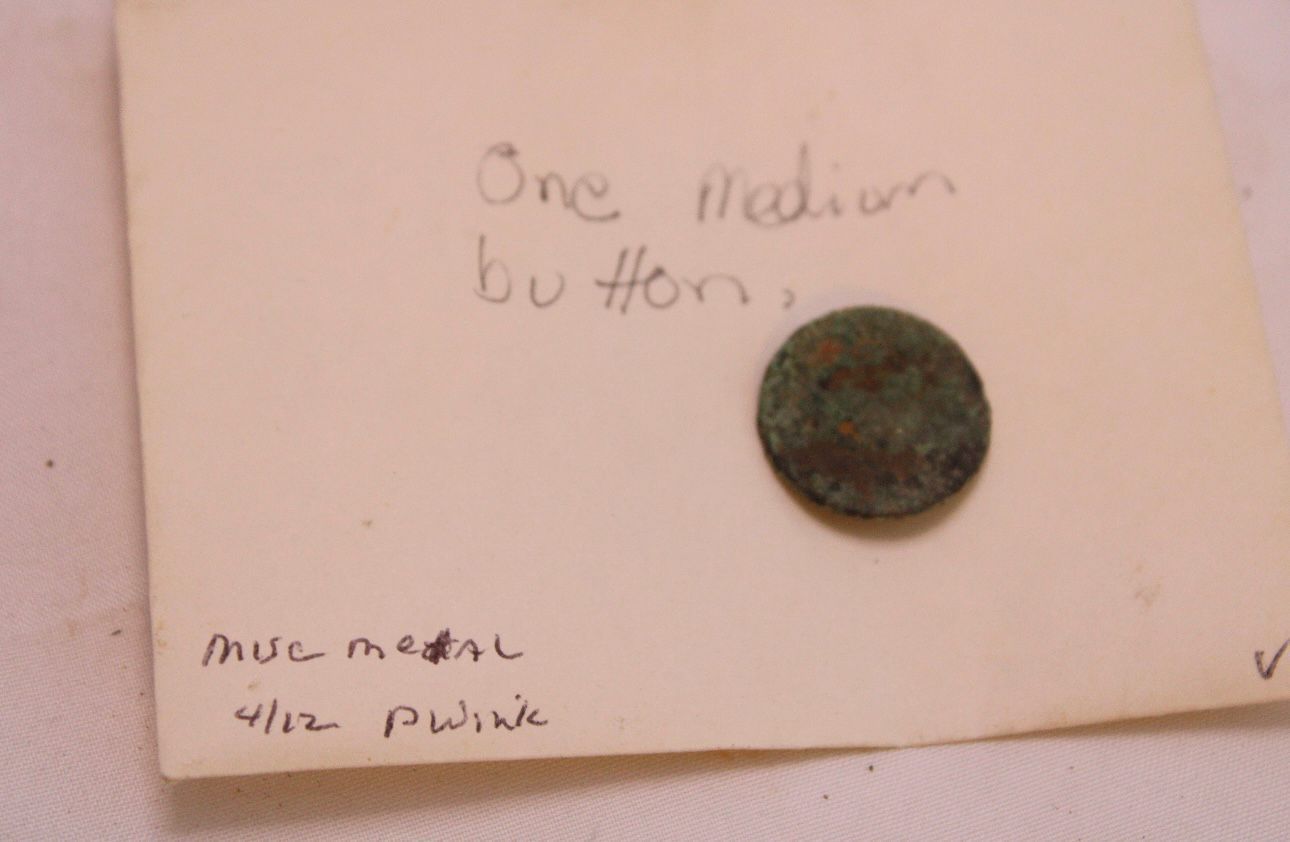 One Medium
button,
MISC METAL
4/12 PWink
✓